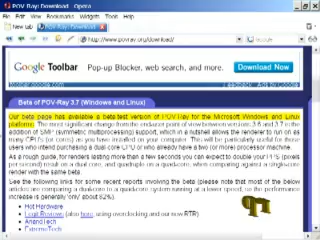 POV-Ray: Download - Opera
File Edit View Bookmarks Widgets Tools Help
New tab POV-Ray: Download
http://www.povray.org/download/
Google Toolbar Pop-up Blocker, web search, and more. Download Now
toolbar.google.com Feedback - Ads by Google
Beta of POV-Ray 3.7 (Windows and Linux)
Our beta page has available a beta-test version of POV-Ray for the Microsoft Windows and Linux
platforms. The most significant change from the end-user point of view between versions 3.6 and 3.7 is the
addition of SMP (symmetric multiprocessing) support, which in a nutshell allows the renderer to run on as
many CPU's (or cores) as you have installed on your computer. This will be particularly useful for those
users who intend purchasing a dual-core CPU or who already have a two (or more) processor machine.
As a rough guide, for renders lasting more than a few seconds you can expect to double your PPS (pixels
per second) result on a dual core, and quadruple on a quad-core, when comparing against a single-core
render with the same beta.
See the following links for some recent reports involving the beta (please note that most of the below
articles are comparing a dual-core to a quad-core system running at a lower speed, so the performance
increase is generally 'only' about 82%).
Hot Hardware
Legit Reviews (also here, using overclocking and our new RTR)
AnandTech
ExtremeTech